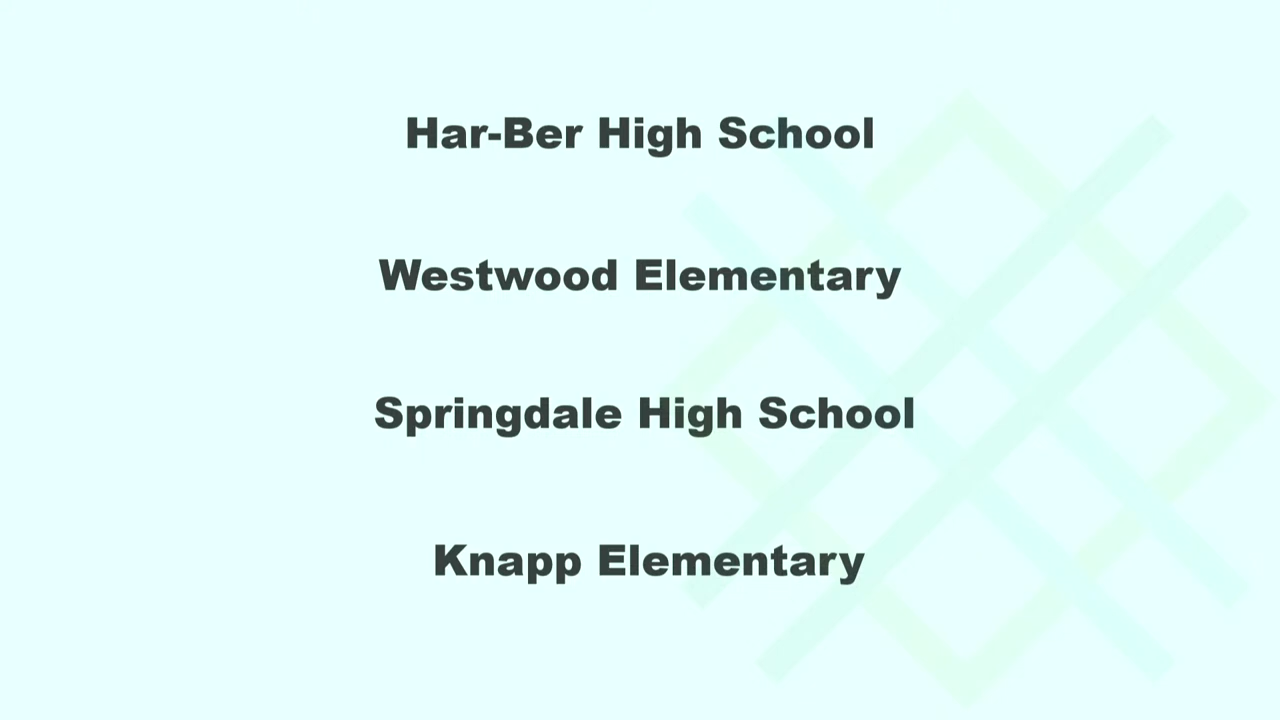 Har-Ber High School
Westwood Elementary
Springdale High School
Knapp Elementary